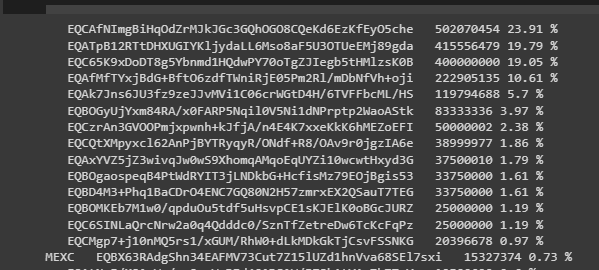 EQCAfNImgBiHqOdZrMJkJGc3GQhOGO8CQeKd6EzKfEyO5che 502070454 23.91 %
EQATpB12RTtDHXUGIYKljydaLL6Mso8aF5U3OTUeEMj89gda 415556479 19.79 %
EQC65K9xDoDT8g5Ybnmd1HQdwPY70oTgZJIegb5tHMlzsK0B 400000000 19.05 %
EQAfMfTYxjBdG+BftO6zdfTWniRjE05Pm2Rl/mDbNfVh+oji 222905135 10.61 %
EQAk7Jns6JU3fz9zeJJvMVi1C06crWGtD4H/6TVFFbcML/HS 119794688 5.7 %
EQBOGyUjYxm84RA/x0FARP5Nqil0V5Ni1dNPrptp2WaoAStk 83333336 3.97 %
EQCzrAn3GVOOPmjxpwnh+kJfjA/n4E4K7xxeKkK6hMEZoEFI 50000002 2.38 %
EQCQtXMpyxcl62AnPjBYTRyqyR/ONdf+R8/OAv9r0jgzIA6e 38999977 1.86 %
EQAxYVZ5jZ3wivqJw0wS9XhomqAMqoEqUYZi10wcwtHxyd3G 37500010 1.79 %
EQBOgaospeqB4PtWdRYIT3jLNDkbG+HcfisMz79EOjBgis53 33750000 1.61 %
EQBD4M3+Phq1BaCDrO4ENC7GQ80N2H57zmrxEX2QSauT7TEG 33750000 1.61 %
EQBOMKEb7M1w0/qpduOu5tdf5uHsvpCE1sKJElK0oBGcJURZ 25000000 1.19 %
EQC6SINLaQrcNrw2a0q4Qdddc0/SznTfZetreDw6TcKcFqPz 25000000 1.19 %
EQCMgp7+j10nMQ5rs1/xGUM/RhW0+dLkMDkGkTjCsvFSSNKG 20396678 0.97 %
MEXC EQBX63RAdgShn34EAFMV73Cut7Z15lUZd1hnVva68SEl7sxi 15327374 0.73 %